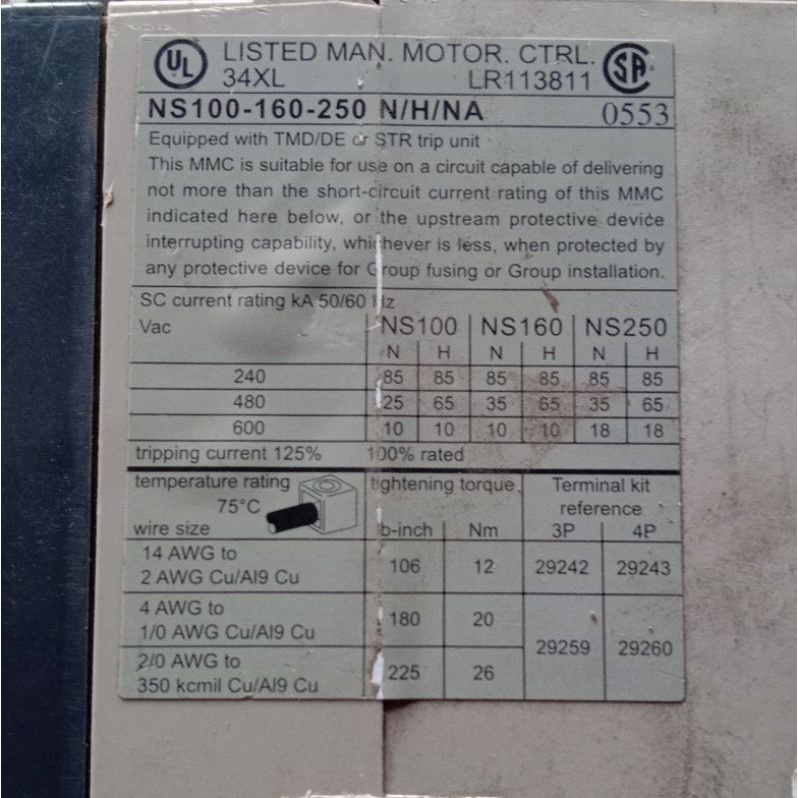 UL LISTED MAN. MOTOR. CTRL. SA
34XL LR113811
NS100-160-250 N/H/NA 0553
Equipped with TMD/DE or STR trip unit
This MMC is suitable for use on a circuit capable of delivering
not more than the short-circuit current rating of this MMC
indicated here below, or the upstream protective device
interrupting capability, whichever is less, when protected by
any protective device for Group fusing or Group installation.
SC current rating kA 50/60 Hz
Vac NS100 NS160 NS250
N H N H N H
240 85 85 85 85 85 85
480 25 65 35 65 35 65
600 10 10 10 10 18 18
tripping current 125% 100% rated
temperature rating tightening torque Terminal kit
75°C reference
wire size b-inch Nm 3P 4P
14 AWG to
2 AWG Cu/Al9 Cu 106 12 29242 29243
4 AWG to
1/0 AWG Cu/Al9 Cu 180 20
29259 29260
2/0 AWG to
350 kcmil Cu/Al9 Cu 225 26